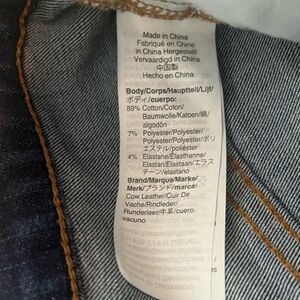 Made in China
Fabriqué en Chine
in China Hergestellt
Vervaardigd in China
中国製
Hecho en China
Body/Corps/Hauptteil/Lijf/
ボディ/cuerpo:
89% Cotton/Coton/
Baumwolle/Katoen/綿/
algodón
7% Polyester/Polyester/
Polyester/Polyester/ポリ
エステル/poliéster
4% Elastane/Élasthanne/
Elastan/Elastaan/エラス
テーン/elastano
Brand/Marque/Marke/
Merk/ブランド/marca:
Cow Leather/Cuir De
Vache/Rindleder/
Runderleer/牛革/cuero
vacuno